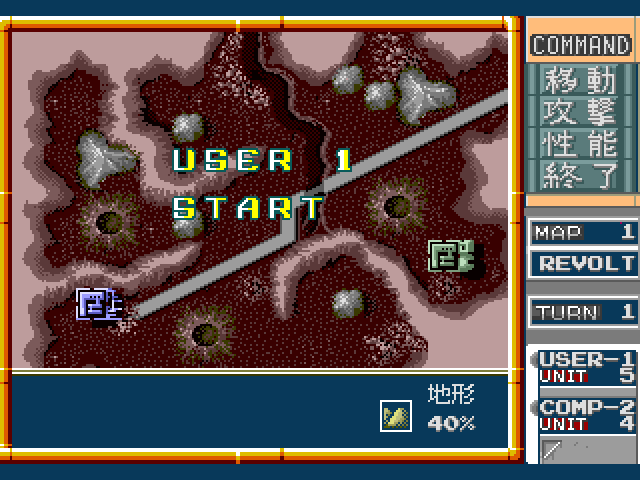 USER 1
START
COMMAND
移動
攻撃
性能
終了
MAP 1
REVOLT
TURN 1
USER-1
UNIT 5
COMP-2
UNIT 4
地形
40%